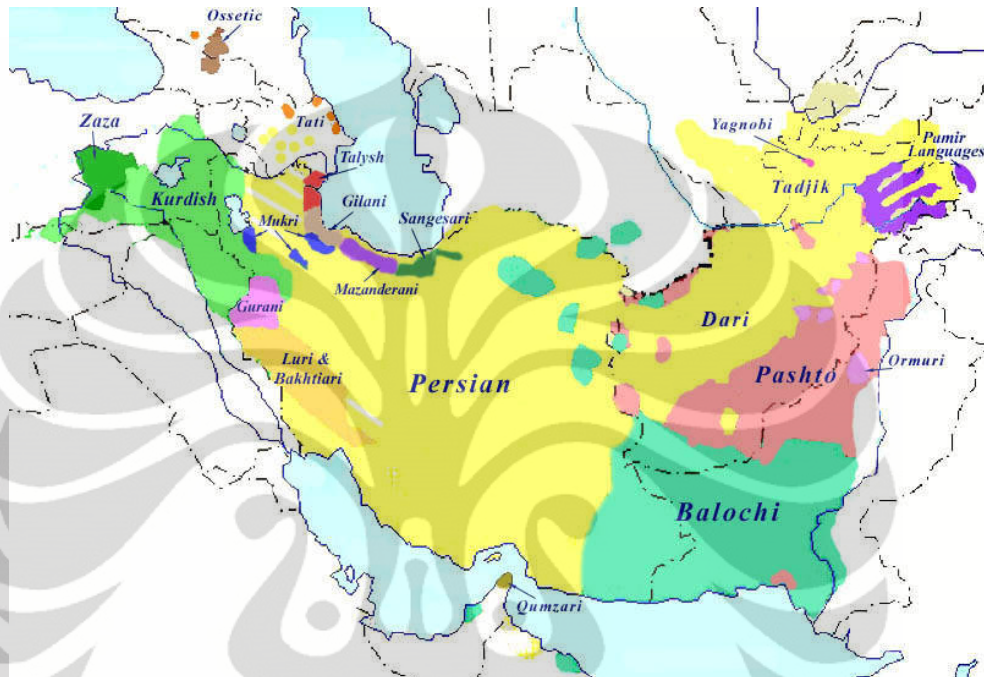 Ossetic
Zaza
Tati
Yagnobi
Pamir
Languages
Talysh
Tadjik
Kurdish
Gilani
Mukri
Sangesari
Mazanderani
Gurani
Dari
Luri &
Bakhtiari
Persian
Pashto
Ormuri
Balochi
Qumzari